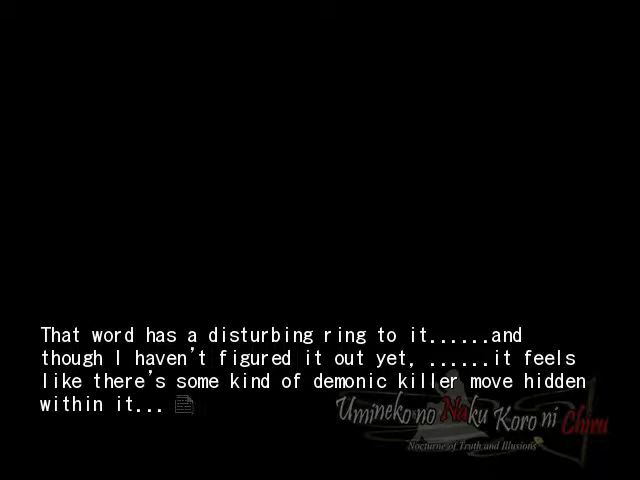 That word has a disturbing ring to it......and
though I haven't figured it out yet, ......it feels
like there's some kind of demonic killer move hidden
within it...
Umineko no Naku Koro ni Chiru
Nocturne of Truth and Illusions